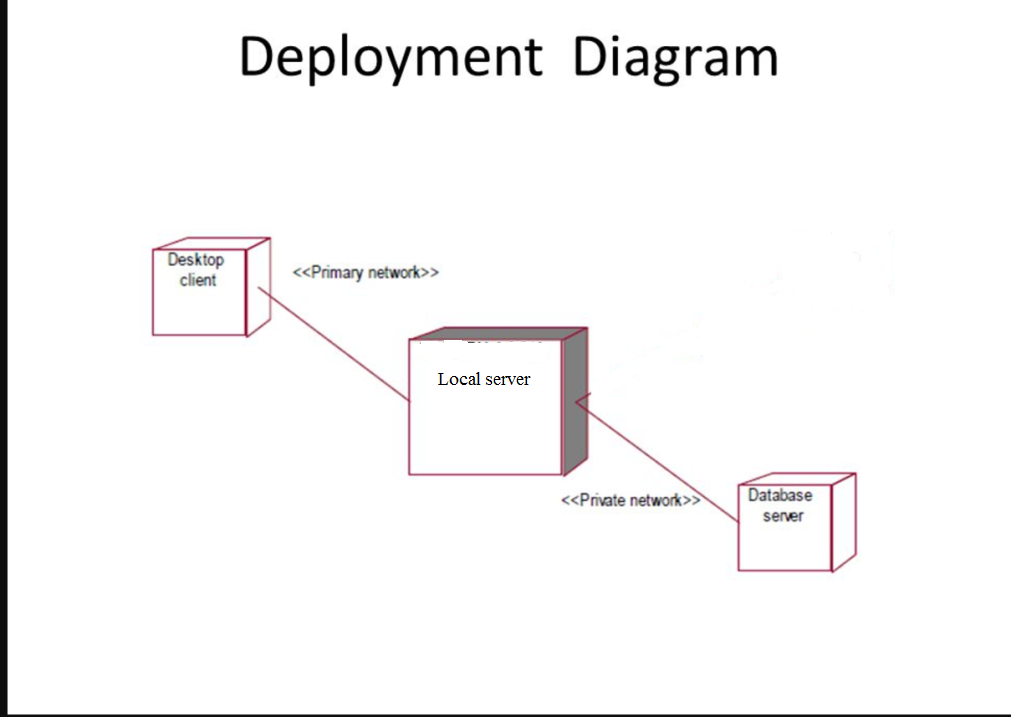 Deployment Diagram
Desktop
client
<<Primary network>>
Local server
<<Private network>>
Database
server